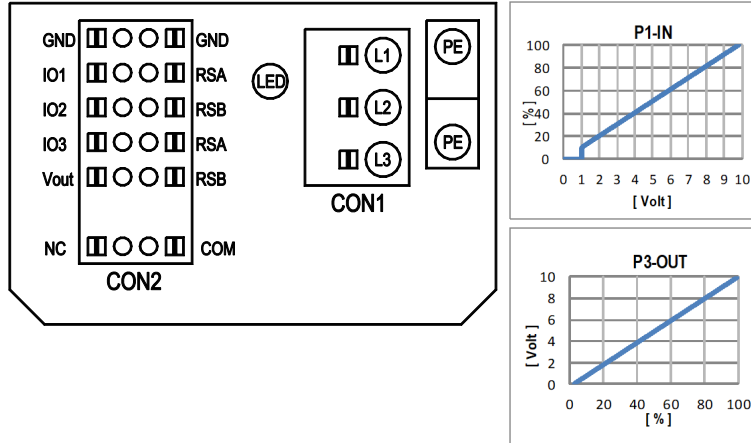 GND GND
IO1 RSA
IO2 RSB
IO3 RSA
Vout RSB
NC COM
CON2
LED
L1
L2
L3
CON1
PE
PE
P1-IN
[ % ]
100
80
60
40
20
0
0 1 2 3 4 5 6 7 8 9 10
[ Volt ]
P3-OUT
[ Volt ]
10
8
6
4
2
0
0 20 40 60 80 100
[ % ]